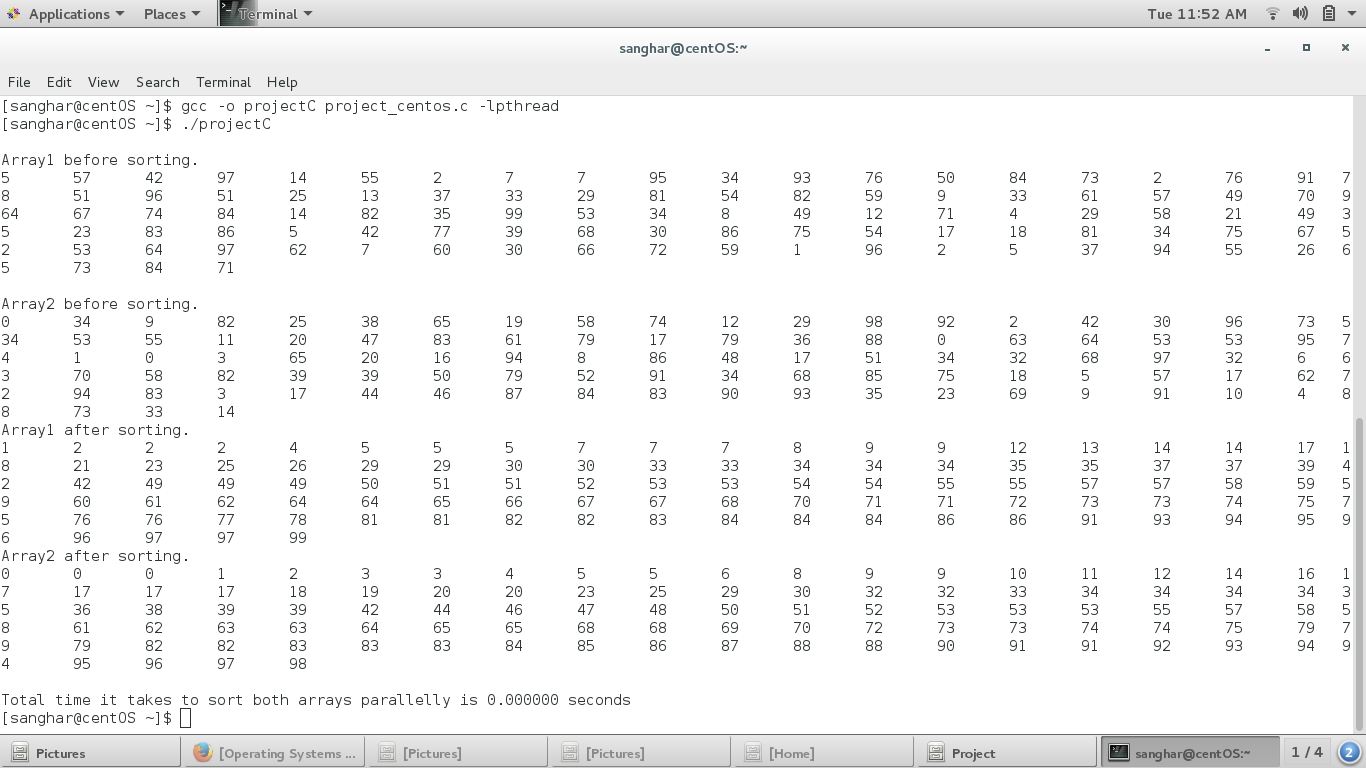 Applications Places Terminal Tue 11:52 AM
sanghar@centOS:~
File Edit View Search Terminal Help
[sanghar@centOS ~]$ gcc -o projectC project_centos.c -lpthread
[sanghar@centOS ~]$ ./projectC
Array1 before sorting.
5 57 42 97 14 55 2 7 7 95 34 93 76 50 84 73 2 76 91 7
8 51 96 51 25 13 37 33 29 81 54 82 59 9 33 61 57 49 70 9
64 67 74 84 14 82 35 99 53 34 8 49 12 71 4 29 58 21 49 3
5 23 83 86 5 42 77 39 68 30 86 75 54 17 18 81 34 75 67 5
2 53 64 97 62 7 60 30 66 72 59 1 96 2 5 37 94 55 26 6
5 73 84 71
Array2 before sorting.
0 34 9 82 25 38 65 19 58 74 12 29 98 92 2 42 30 96 73 5
34 53 55 11 20 47 83 61 79 17 79 36 88 0 63 64 53 53 95 7
4 1 0 3 65 20 16 94 8 86 48 17 51 34 32 68 97 32 6 6
3 70 58 82 39 39 50 79 52 91 34 68 85 75 18 5 57 17 62 7
2 94 83 3 17 44 46 87 84 83 90 93 35 23 69 9 91 10 4 8
8 73 33 14
Array1 after sorting.
1 2 2 2 4 5 5 5 7 7 7 8 9 9 12 13 14 14 17 1
8 21 23 25 26 29 29 30 30 33 33 34 34 34 35 35 37 37 39 4
2 42 49 49 49 50 51 51 52 53 53 54 54 55 55 57 57 58 59 5
9 60 61 62 64 64 65 66 67 67 68 70 71 71 72 73 73 74 75 7
5 76 76 77 78 81 81 82 82 83 84 84 84 86 86 91 93 94 95 9
6 96 97 97 99
Array2 after sorting.
0 0 0 1 2 3 3 4 5 5 6 8 9 9 10 11 12 14 16 1
7 17 17 17 18 19 20 20 23 25 29 30 32 32 33 34 34 34 34 3
5 36 38 39 39 42 44 46 47 48 50 51 52 53 53 53 55 57 58 5
8 61 62 63 63 64 65 65 68 68 69 70 72 73 73 74 74 75 79 7
9 79 82 82 83 83 83 84 85 86 87 88 88 90 91 91 92 93 94 9
4 95 96 97 98
Total time it takes to sort both arrays parallelly is 0.000000 seconds
[sanghar@centOS ~]$
Pictures [Operating Systems ... [Pictures] [Pictures] [Home] Project sanghar@centOS:~ 1 / 4 2